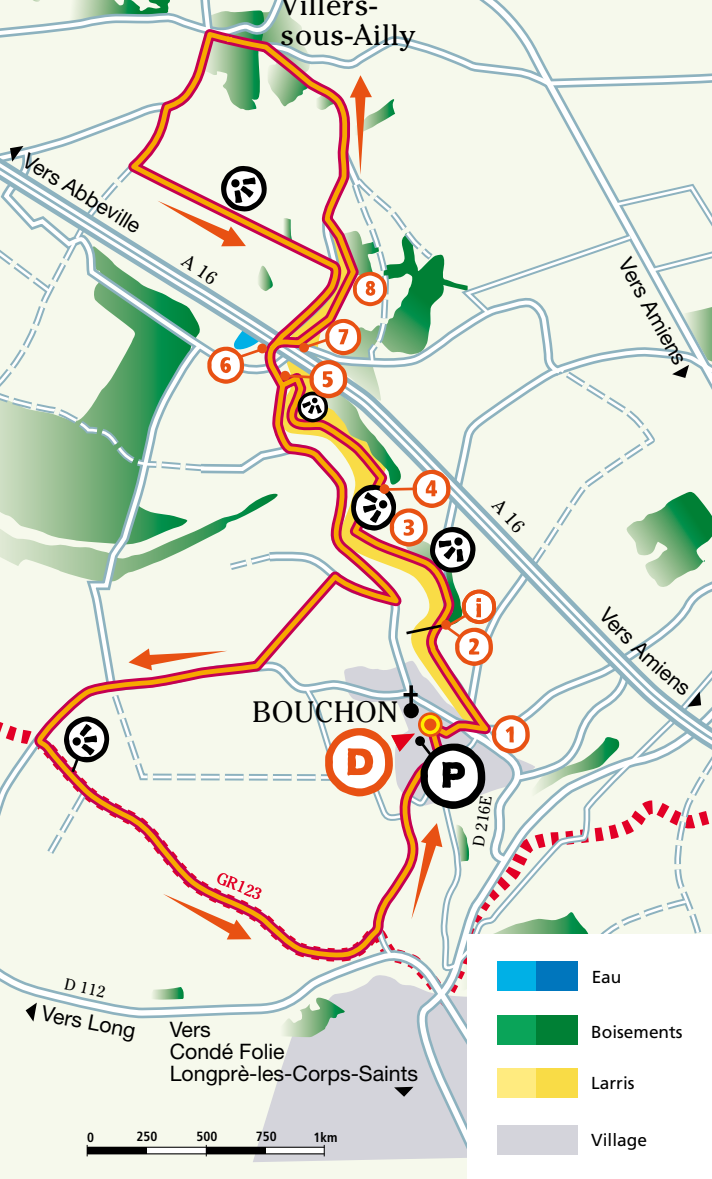 Villers-
sous-Ailly
Vers Abbeville
A 16
8
7
6
5
Vers Amiens
4
3
A 16
i
2
Vers Amiens
BOUCHON
1
D
P
D 216E
GR123
D 112
Vers Long
Vers
Condé Folie
Longprè-les-Corps-Saints
0 250 500 750 1km
Eau
Boisements
Larris
Village